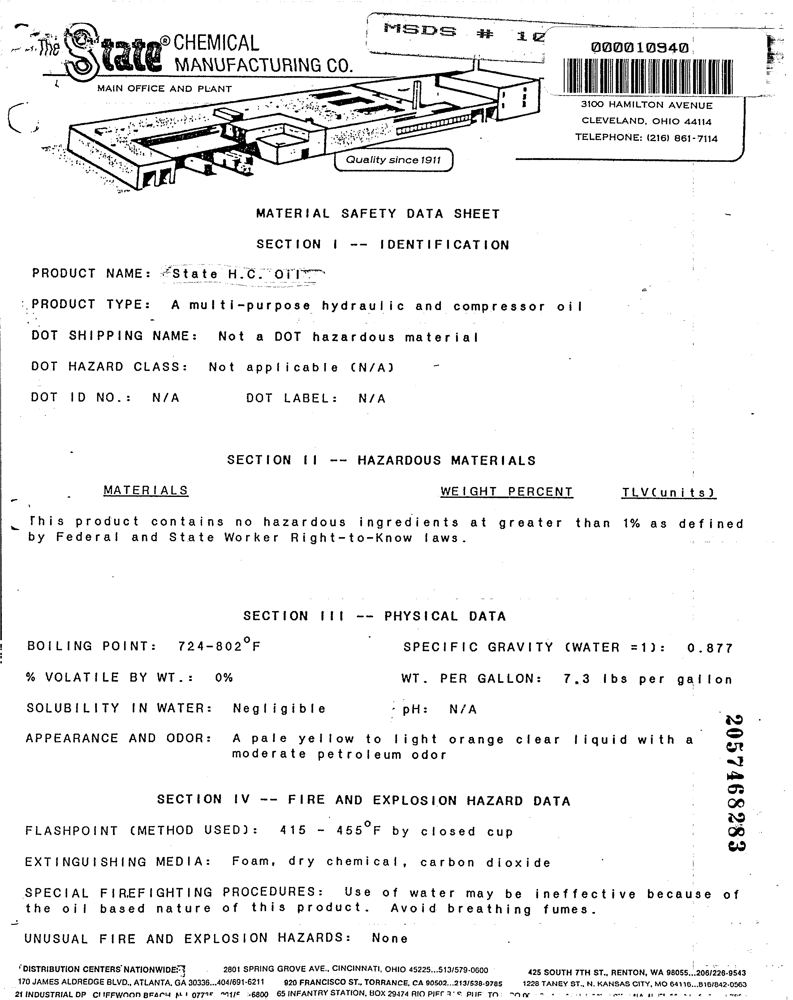 MSDS # 10
000010940
The State® CHEMICAL
MANUFACTURING CO.
MAIN OFFICE AND PLANT
3100 HAMILTON AVENUE
CLEVELAND, OHIO 44114
TELEPHONE: (216) 861-7114
Quality since 1911
MATERIAL SAFETY DATA SHEET
SECTION I -- IDENTIFICATION
PRODUCT NAME: State H.C. Oil
PRODUCT TYPE: A multi-purpose hydraulic and compressor oil
DOT SHIPPING NAME: Not a DOT hazardous material
DOT HAZARD CLASS: Not applicable (N/A)
DOT ID NO.: N/A DOT LABEL: N/A
SECTION II -- HAZARDOUS MATERIALS
MATERIALS WEIGHT PERCENT TLV(units)
This product contains no hazardous ingredients at greater than 1% as defined
by Federal and State Worker Right-to-Know laws.
SECTION III -- PHYSICAL DATA
BOILING POINT: 724-802°F SPECIFIC GRAVITY (WATER =1): 0.877
% VOLATILE BY WT.: 0% WT. PER GALLON: 7.3 lbs per gallon
SOLUBILITY IN WATER: Negligible pH: N/A
APPEARANCE AND ODOR: A pale yellow to light orange clear liquid with a
moderate petroleum odor
2057468283
SECTION IV -- FIRE AND EXPLOSION HAZARD DATA
FLASHPOINT (METHOD USED): 415 - 455°F by closed cup
EXTINGUISHING MEDIA: Foam, dry chemical, carbon dioxide
SPECIAL FIREFIGHTING PROCEDURES: Use of water may be ineffective because of
the oil based nature of this product. Avoid breathing fumes.
UNUSUAL FIRE AND EXPLOSION HAZARDS: None
DISTRIBUTION CENTERS NATIONWIDE: 2801 SPRING GROVE AVE., CINCINNATI, OHIO 45225...513/579-0600 425 SOUTH 7TH ST., RENTON, WA 98055...206/226-9543
170 JAMES ALDREDGE BLVD., ATLANTA, GA 30336...404/691-6211 920 FRANCISCO ST., TORRANCE, CA 90502...213/538-9785 1228 TANEY ST., N. KANSAS CITY, MO 64116...816/842-0563
21 INDUSTRIAL DR CLIFFWOOD BEACH 65 INFANTRY STATION, BOX 29474 RIO